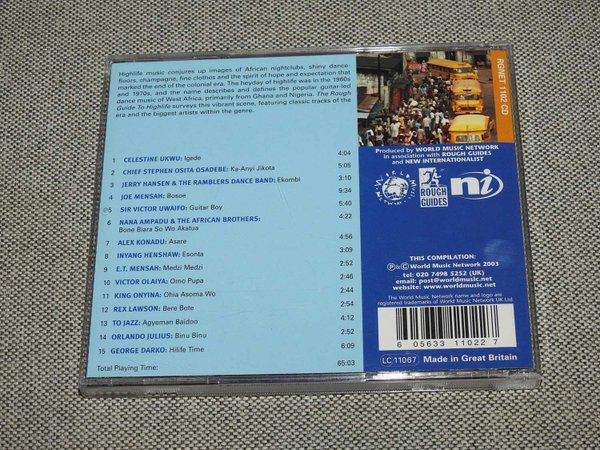 Highlife music conjures up images of African nightclubs, shiny dance-
floors, champagne, fine clothes and the spirit of hope and expectation that
marked the end of the colonial era. The heyday of highlife was in the 1960s
and 1970s, and the name describes and defines the popular guitar-led
dance music of West Africa, primarily from Ghana and Nigeria. The Rough
Guide To Highlife surveys this vibrant scene, featuring classic tracks of the
era and the biggest artists within the genre.
1 CELESTINE UKWU: Igede 4:04
2 CHIEF STEPHEN OSITA OSADEBE: Ka-Anyi Jikota 5:05
3 JERRY HANSEN & THE RAMBLERS DANCE BAND: Ekombi 3:10
4 JOE MENSAH: Bosoe 9:34
5 SIR VICTOR UWAIFO: Guitar Boy 5:40
6 NANA AMPADU & THE AFRICAN BROTHERS: 4:22
Bone Biara So Wo Akatua
7 ALEX KONADU: Asare 4:56
8 INYANG HENSHAW: Esonta 3:09
9 E.T. MENSAH: Medzi Medzi 2:52
10 VICTOR OLAIYA: Omo Pupa 2:46
11 KING ONYINA: Ohia Asoma Wo 2:54
12 REX LAWSON: Bere Bote 2:54
13 TO JAZZ: Agyeman Baidoo 4:12
14 ORLANDO JULIUS: Binu Binu 2:52
15 GEORGE DARKO: Hilife Time 6:09
Total Playing Time: 65:03
RGNET 1102 CD
Produced by WORLD MUSIC NETWORK
in association with ROUGH GUIDES
and NEW INTERNATIONALIST
WORLD MUSIC NETWORK
ROUGH
GUIDES
ni
THIS COMPILATION:
℗ & © World Music Network 2003
tel: 020 7498 5252 (UK)
email: post@worldmusic.net
website: www.worldmusic.net
The World Music Network name and logo are
registered trademarks of World Music Network UK Ltd
6 05633 11022 7
LC 11067 Made in Great Britain